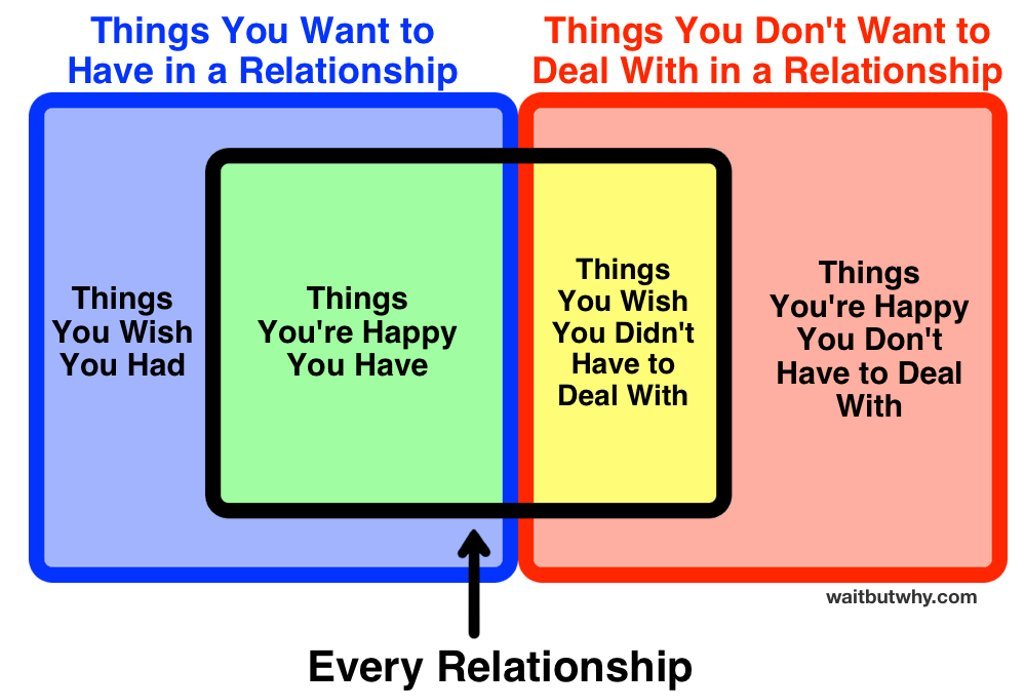 Things You Want to
Have in a Relationship
Things You Don't Want to
Deal With in a Relationship
Things
You Wish
You Had
Things
You're Happy
You Have
Things
You Wish
You Didn't
Have to
Deal With
Things
You're Happy
You Don't
Have to Deal
With
waitbutwhy.com
Every Relationship